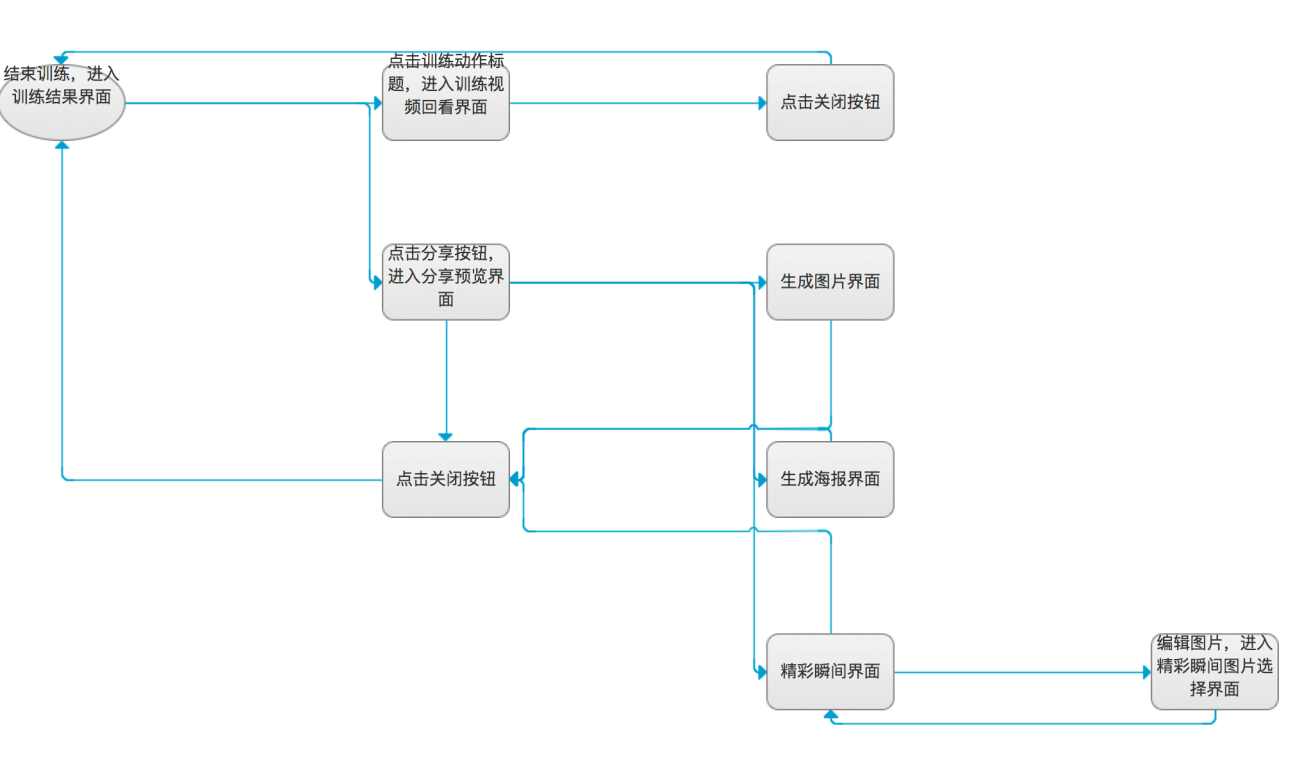 结束训练，进入
训练结果界面
点击训练动作标
题，进入训练视
频回看界面
点击关闭按钮
点击分享按钮，
进入分享预览界
面
生成图片界面
点击关闭按钮
生成海报界面
精彩瞬间界面
编辑图片，进入
精彩瞬间图片选
择界面